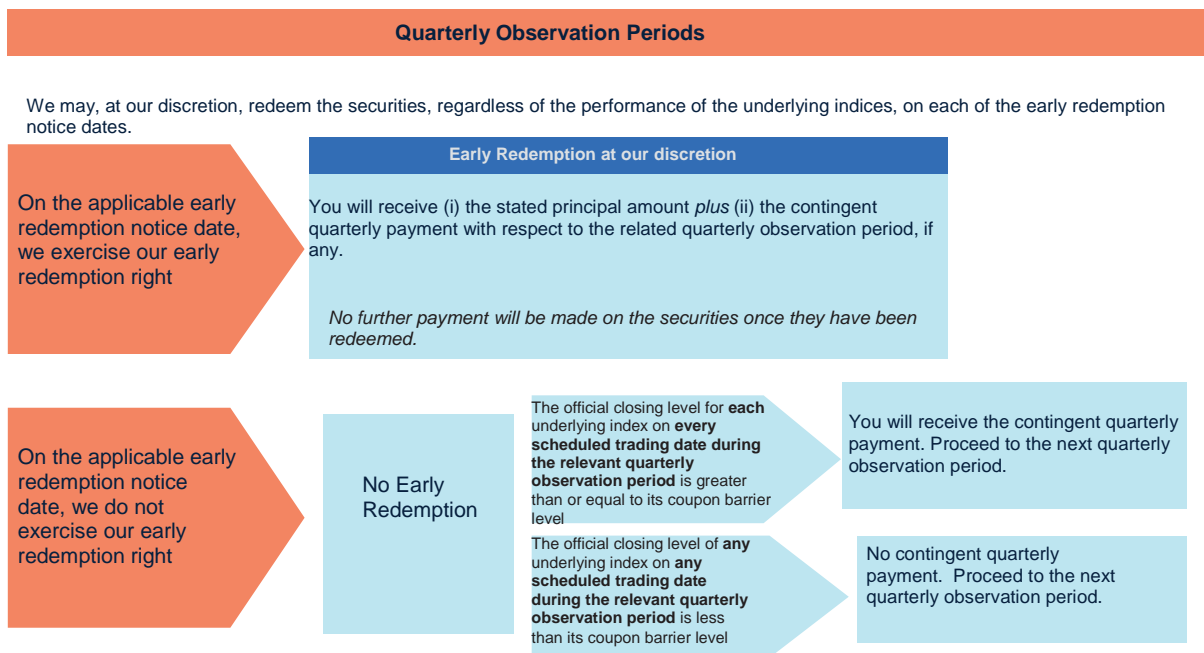 Quarterly Observation Periods
We may, at our discretion, redeem the securities, regardless of the performance of the underlying indices, on each of the early redemption
notice dates.
On the applicable early
redemption notice date,
we exercise our early
redemption right
Early Redemption at our discretion
You will receive (i) the stated principal amount plus (ii) the contingent
quarterly payment with respect to the related quarterly observation period, if
any.
No further payment will be made on the securities once they have been
redeemed.
On the applicable early
redemption notice
date, we do not
exercise our early
redemption right
No Early
Redemption
The official closing level for each
underlying index on every
scheduled trading date during
the relevant quarterly
observation period is greater
than or equal to its coupon barrier
level
You will receive the contingent quarterly
payment. Proceed to the next quarterly
observation period.
The official closing level of any
underlying index on any
scheduled trading date
during the relevant quarterly
observation period is less
than its coupon barrier level
No contingent quarterly
payment.  Proceed to the next
quarterly observation period.